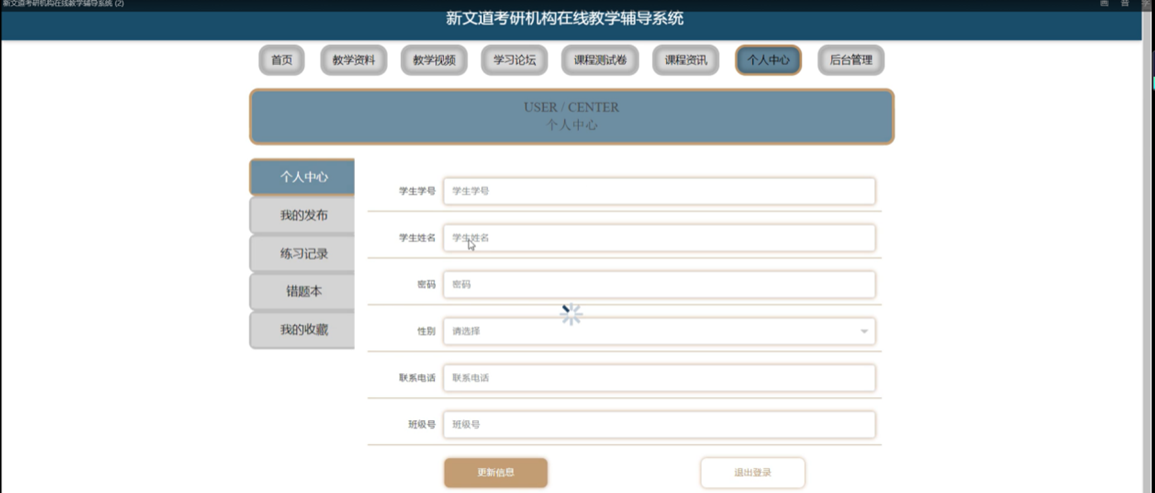 新文道考研机构在线教学辅导系统 (2)
新文道考研机构在线教学辅导系统
首页 教学资料 教学视频 学习论坛 课程测试卷 课程资讯 个人中心 后台管理
USER / CENTER
个人中心
个人中心
我的发布
练习记录
错题本
我的收藏
学生学号 学生学号
学生姓名 学生姓名
密码 密码
性别 请选择
联系电话 联系电话
班级号 班级号
更新信息 退出登录